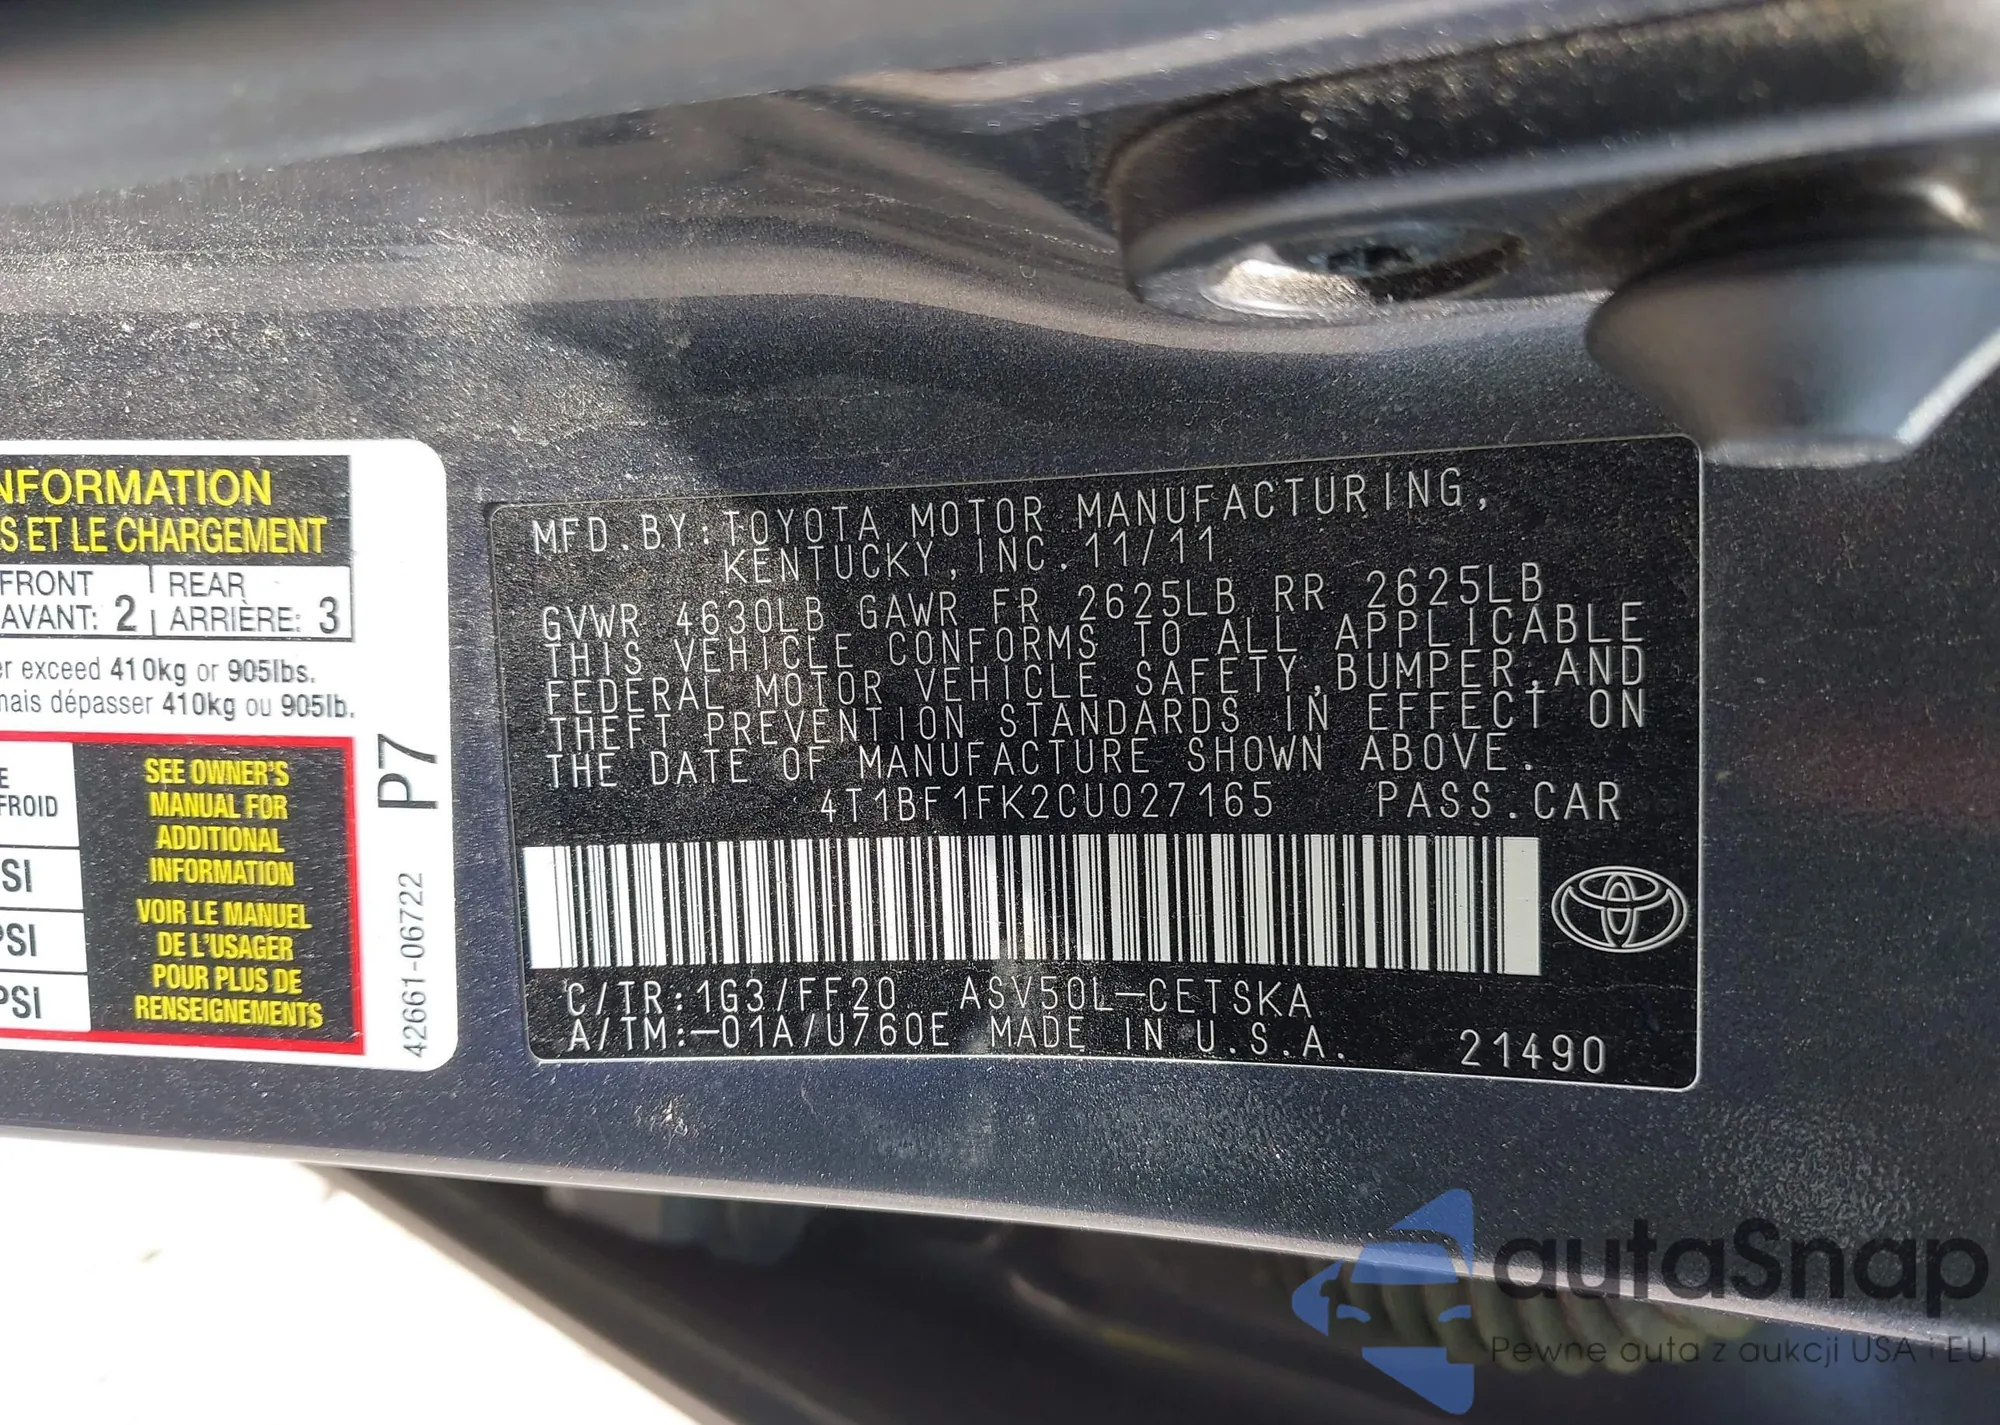 NFORMATION
S ET LE CHARGEMENT
FRONT
AVANT: 2
REAR
ARRIÈRE: 3
er exceed 410kg or 905lbs.
mais dépasser 410kg ou 905lb.
E
FROID
SI
PSI
PSI
SEE OWNER'S
MANUAL FOR
ADDITIONAL
INFORMATION
VOIR LE MANUEL
DE L'USAGER
POUR PLUS DE
RENSEIGNEMENTS
P7
42661-06722
MFD.BY:TOYOTA MOTOR MANUFACTURING,
KENTUCKY,INC.11/11
GVWR 4630LB GAWR FR 2625LB RR 2625LB
THIS VEHICLE CONFORMS TO ALL APPLICABLE
FEDERAL MOTOR VEHICLE SAFETY,BUMPER,AND
THEFT PREVENTION STANDARDS IN EFFECT ON
THE DATE OF MANUFACTURE SHOWN ABOVE.
4T1BF1FK2CU027165 PASS.CAR
C/TR:1G3/FF20 ASV50L-CETSKA
A/TM:-01A/U760E MADE IN U.S.A. 21490
autaSnap
Pewne auta z aukcji USA i EU